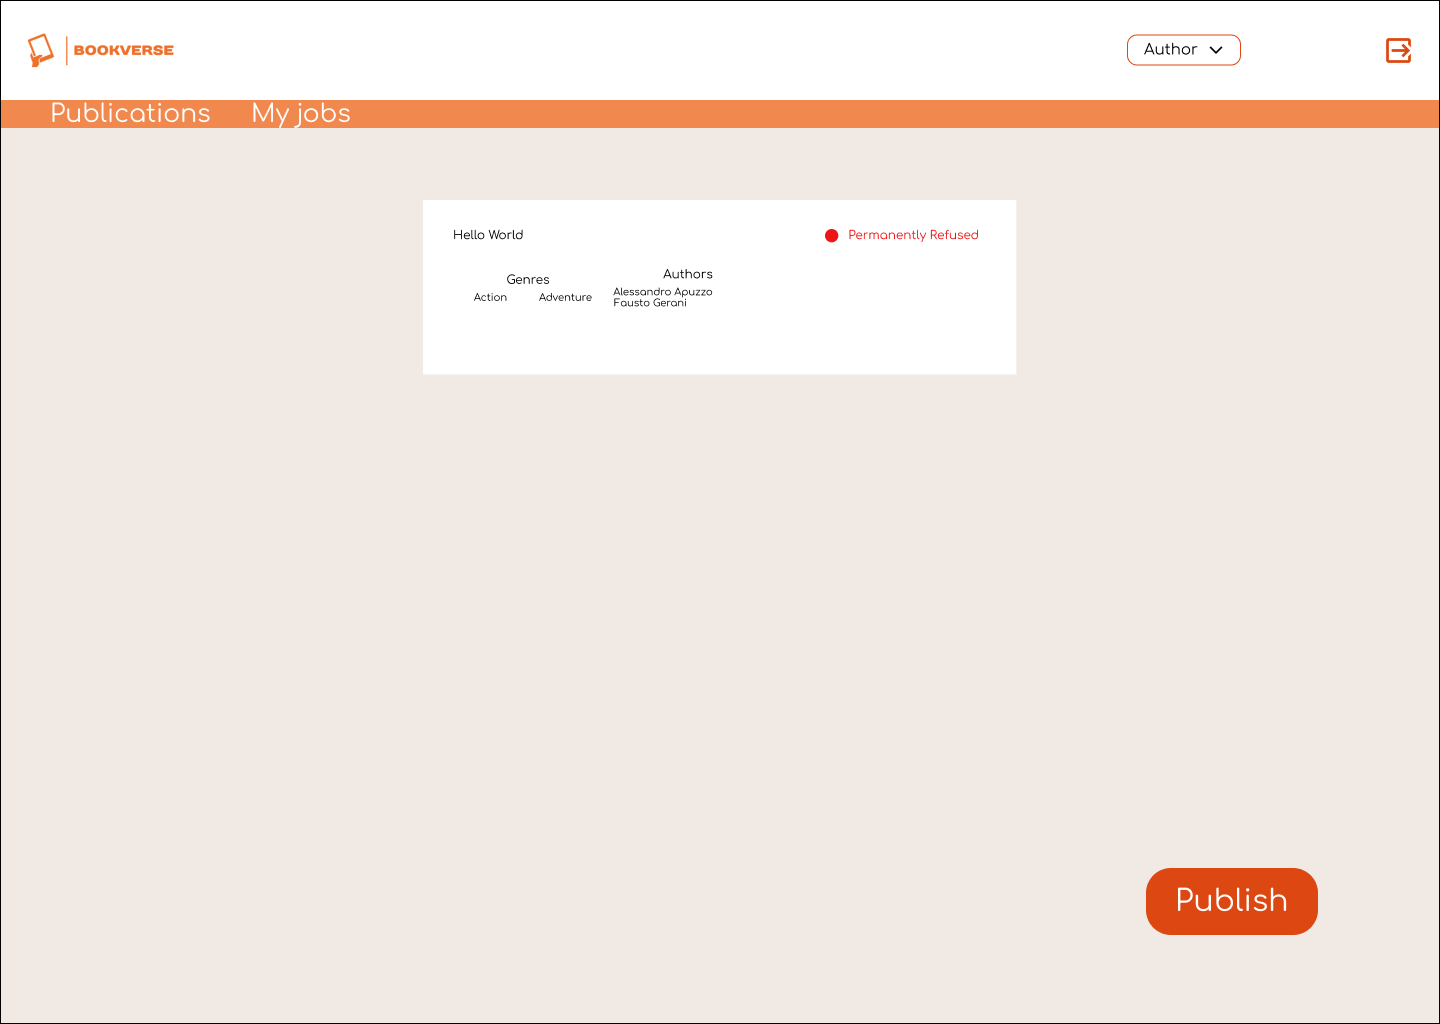 BOOKVERSE
Author
Publications My jobs
Hello World
Permanently Refused
Genres
Action Adventure
Authors
Alessandro Apuzzo
Fausto Gerani
Publish